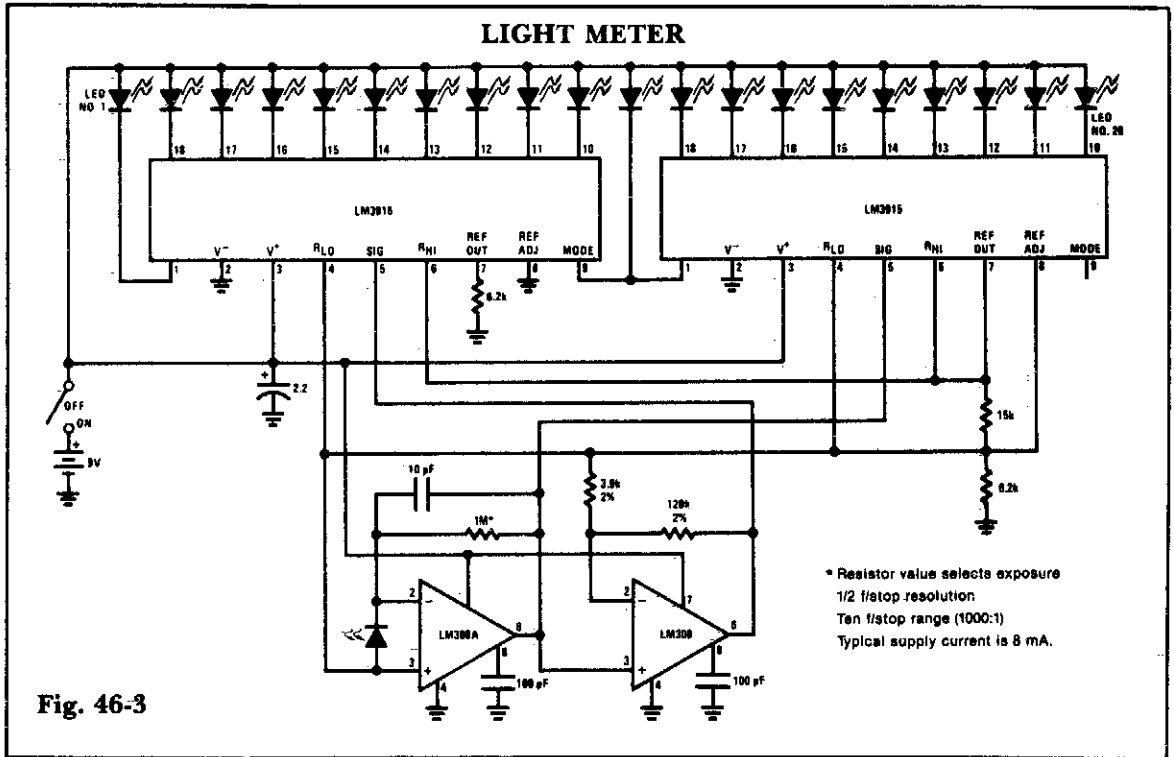 LIGHT METER
LED NO. 1
LED NO. 20
18 17 16 15 14 13 12 11 10
18 17 16 15 14 13 12 11 10
LM3915
LM3915
V⁻ V⁺ RLO SIG RHI REF OUT REF ADJ MODE
V⁻ V⁺ RLO SIG RHI REF OUT REF ADJ MODE
1 2 3 4 5 6 7 8 9
1 2 3 4 5 6 7 8 9
6.2k
+
2.2
OFF
ON
+
9V
15k
6.2k
10 pF
3.9k
2%
120k
2%
1M*
2
−
LM308A
6
3
+
4
8
100 pF
2
−
7
LM308
6
3
+
4
8
100 pF
* Resistor value selects exposure
1/2 f/stop resolution
Ten f/stop range (1000:1)
Typical supply current is 8 mA.
Fig. 46-3